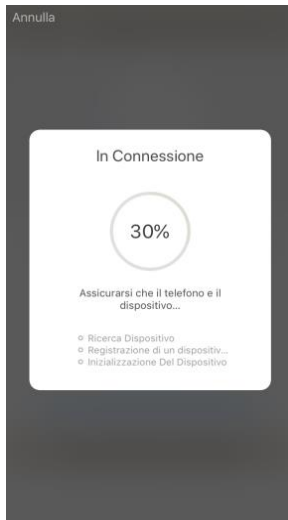 Annulla
In Connessione
30%
Assicurarsi che il telefono e il
dispositivo...
Ricerca Dispositivo
Registrazione di un dispositiv...
Inizializzazione Del Dispositivo